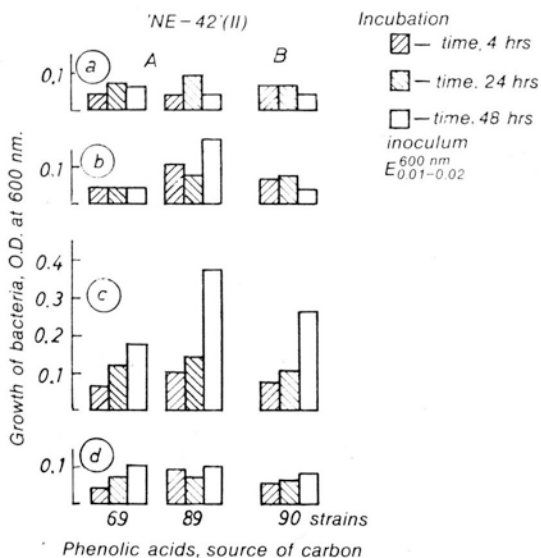 'NE-42'(II)
Incubation
time, 4 hrs
time. 24 hrs
time. 48 hrs
inoculum
E 600 nm 0.01-0.02
A B
Growth of bacteria, O.D. at 600 nm.
a
0,1
b
0.1
c
0.4
0.3
0.2
0.1
d
0.1
69 89 90 strains
Phenolic acids, source of carbon